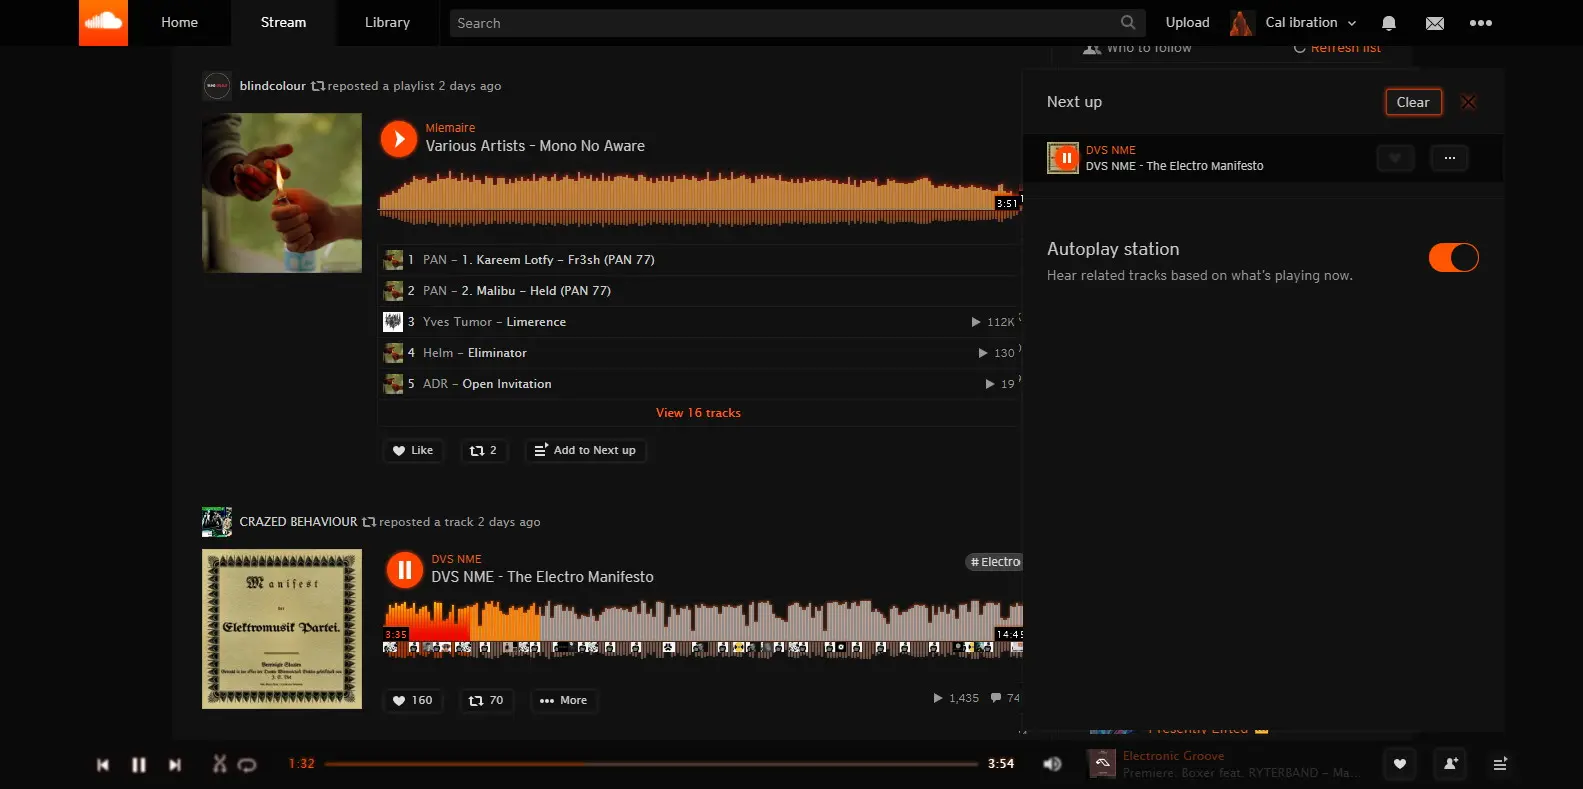 Home
Stream
Library
Search
Upload
Cal ibration
Who to follow
Refresh list
blindcolour reposted a playlist 2 days ago
Mlemaire
Various Artists - Mono No Aware
3:51
1 PAN – 1. Kareem Lotfy – Fr3sh (PAN 77)
2 PAN – 2. Malibu – Held (PAN 77)
3 Yves Tumor – Limerence
112K
4 Helm – Eliminator
130
5 ADR – Open Invitation
19
View 16 tracks
Like
2
Add to Next up
CRAZED BEHAVIOUR reposted a track 2 days ago
Manifest
der
Elektromusik Partei.
DVS NME
DVS NME - The Electro Manifesto
# Electro
3:35
14:45
160
70
More
1,435
74
Next up
Clear
DVS NME
DVS NME - The Electro Manifesto
Autoplay station
Hear related tracks based on what's playing now.
Presently Lifted
1:32
3:54
Electronic Groove
Premiere: Boxer feat. RYTERBAND – Ma...